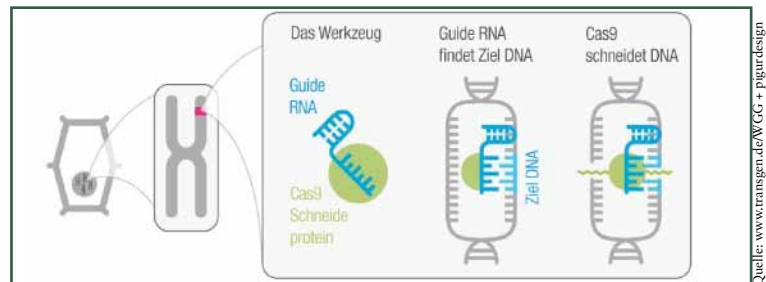 Das Werkzeug
Guide
RNA
Cas9
Schneide
protein
Guide RNA
findet Ziel DNA
Ziel DNA
Cas9
schneidet DNA
Quelle: www.transgen.de/WGG + pigurdesign